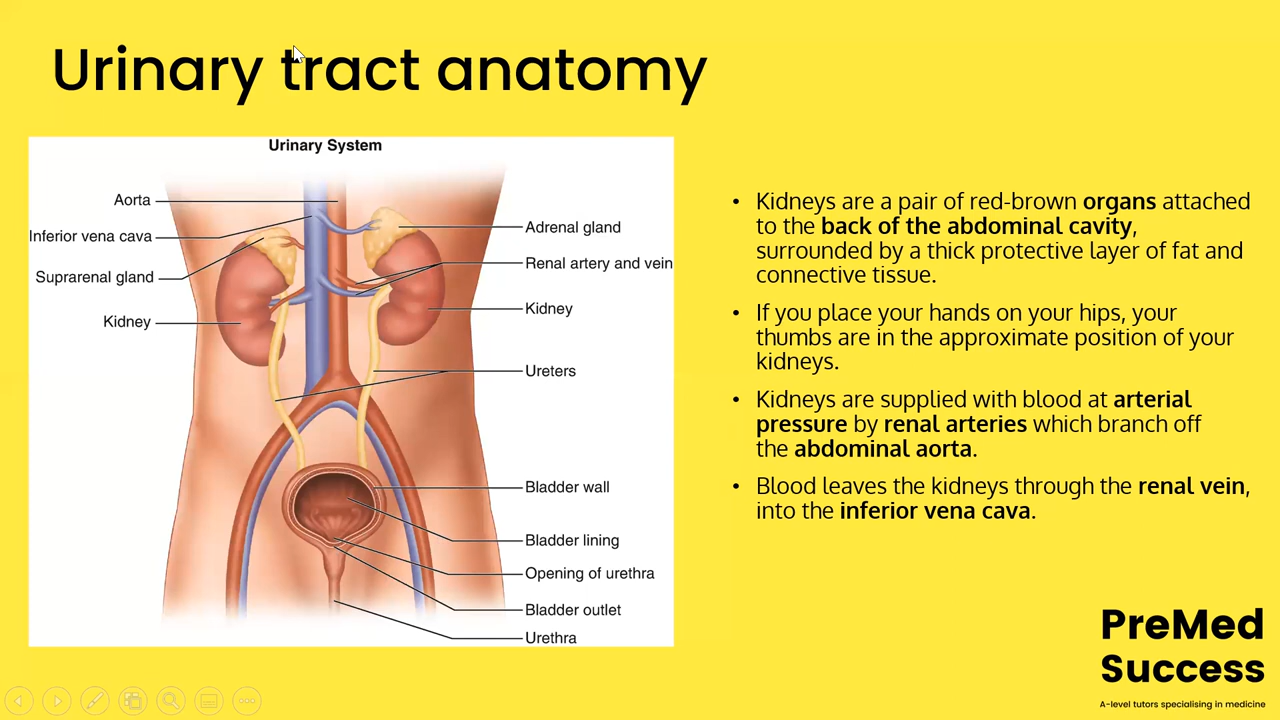 Urinary tract anatomy
Urinary System
Aorta
Inferior vena cava
Suprarenal gland
Kidney
Adrenal gland
Renal artery and vein
Kidney
Ureters
Bladder wall
Bladder lining
Opening of urethra
Bladder outlet
Urethra
• Kidneys are a pair of red-brown organs attached
to the back of the abdominal cavity,
surrounded by a thick protective layer of fat and
connective tissue.
• If you place your hands on your hips, your
thumbs are in the approximate position of your
kidneys.
• Kidneys are supplied with blood at arterial
pressure by renal arteries which branch off
the abdominal aorta.
• Blood leaves the kidneys through the renal vein,
into the inferior vena cava.
PreMed
Success
A-level tutors specialising in medicine